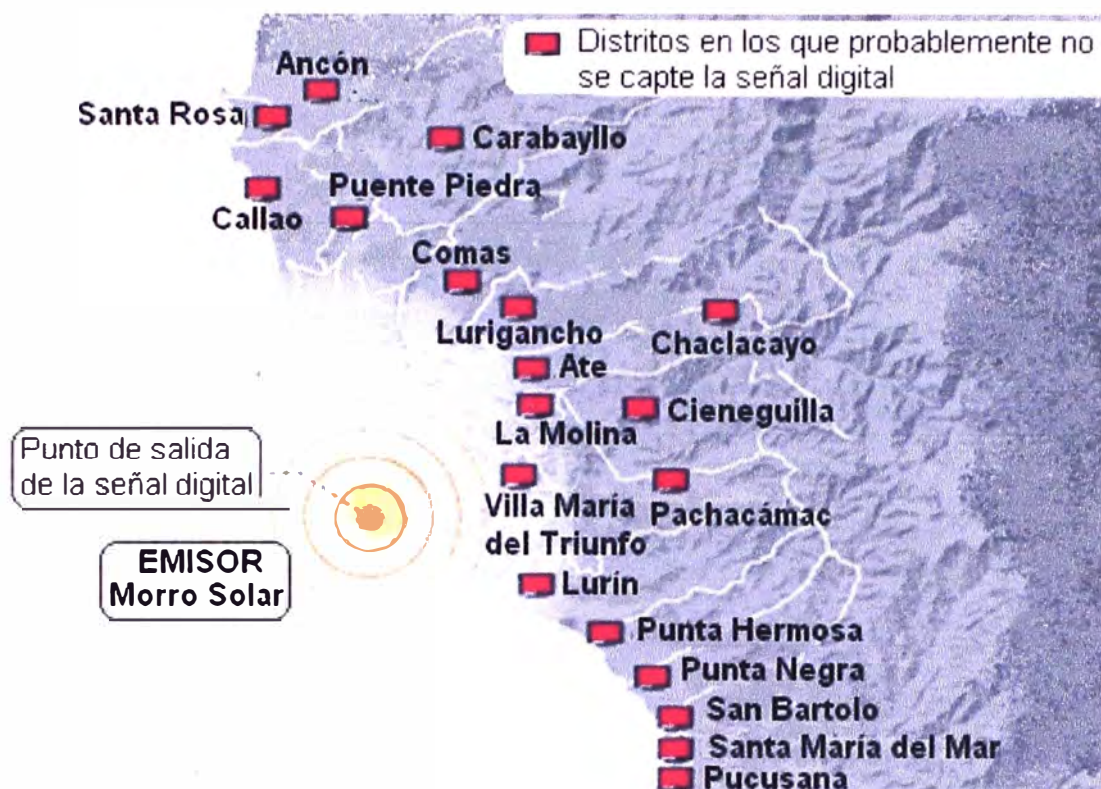 Distritos en los que probablemente no
se capte la señal digital
Ancón
Santa Rosa
Carabayllo
Puente Piedra
Callao
Comas
Lurigancho
Chaclacayo
Ate
Cieneguilla
La Molina
Punto de salida
de la señal digital
Villa María
del Triunfo
Pachacámac
EMISOR
Morro Solar
Lurín
Punta Hermosa
Punta Negra
San Bartolo
Santa María del Mar
Pucusana